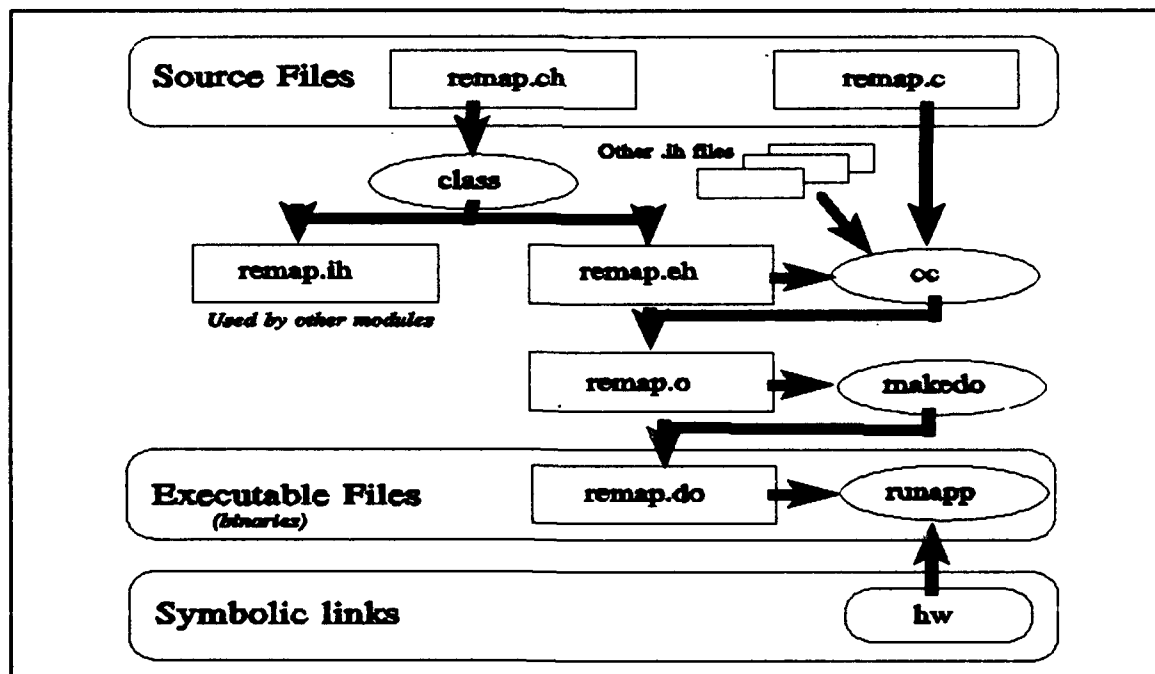 Source Files
remap.ch
remap.c
Other .ih files
class
remap.ih
remap.eh
cc
Used by other modules
remap.o
makedo
Executable Files
(binaries)
remap.do
runapp
Symbolic links
hw